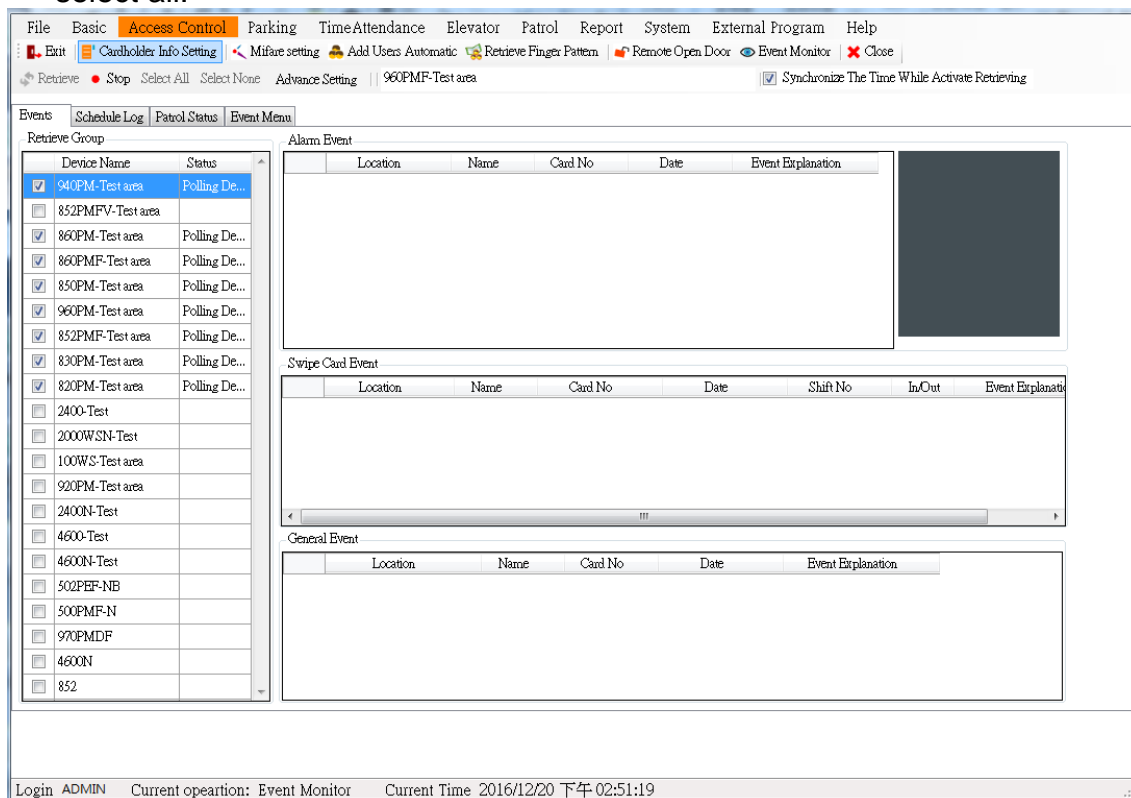 select all.
File Basic Access Control Parking TimeAttendance Elevator Patrol Report System External Program Help
Exit Cardholder Info Setting Mifare setting Add Users Automatic Retrieve Finger Pattern Remote Open Door Event Monitor Close
Retrieve Stop Select All Select None Advance Setting 960PMF-Test area Synchronize The Time While Activate Retrieving
Events Schedule Log Patrol Status Event Menu
Retrieve Group
Device Name Status
940PM-Test area Polling De...
852PMFV-Test area
860PM-Test area Polling De...
860PMF-Test area Polling De...
850PM-Test area Polling De...
960PM-Test area Polling De...
852PMF-Test area Polling De...
830PM-Test area Polling De...
820PM-Test area Polling De...
2400-Test
2000WSN-Test
100WS-Test area
920PM-Test area
2400N-Test
4600-Test
4600N-Test
502PEF-NB
500PMF-N
970PMDF
4600N
852
Alarm Event
Location Name Card No Date Event Explanation
Swipe Card Event
Location Name Card No Date Shift No In/Out Event Explanatio
General Event
Location Name Card No Date Event Explanation
Login ADMIN Current opeartion: Event Monitor Current Time 2016/12/20 下午 02:51:19